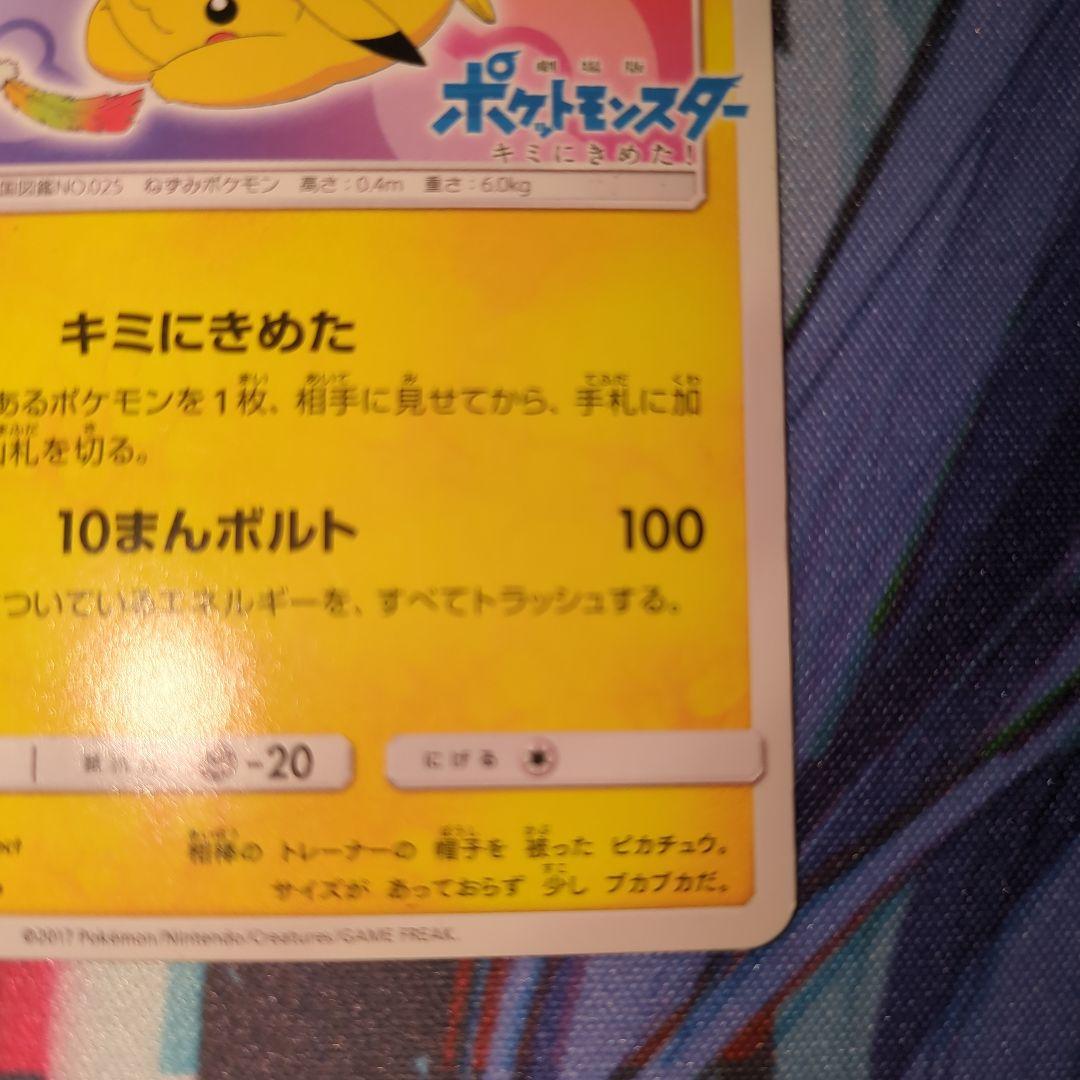 劇場版
ポケットモンスター
キミにきめた!
国図鑑NO.025 ねずみポケモン 高さ:0.4m 重さ:6.0kg
キミにきめた
あるポケモンを1枚、相手に見せてから、手札に加
札を切る。
10まんボルト 100
ついているエネルギーを、すべてトラッシュする。
-20 にげる
相棒の トレーナーの 帽子を 被った ピカチュウ。
サイズが あっておらず 少し ブカブカだ。
©2017 Pokémon/Nintendo/Creatures/GAME FREAK.